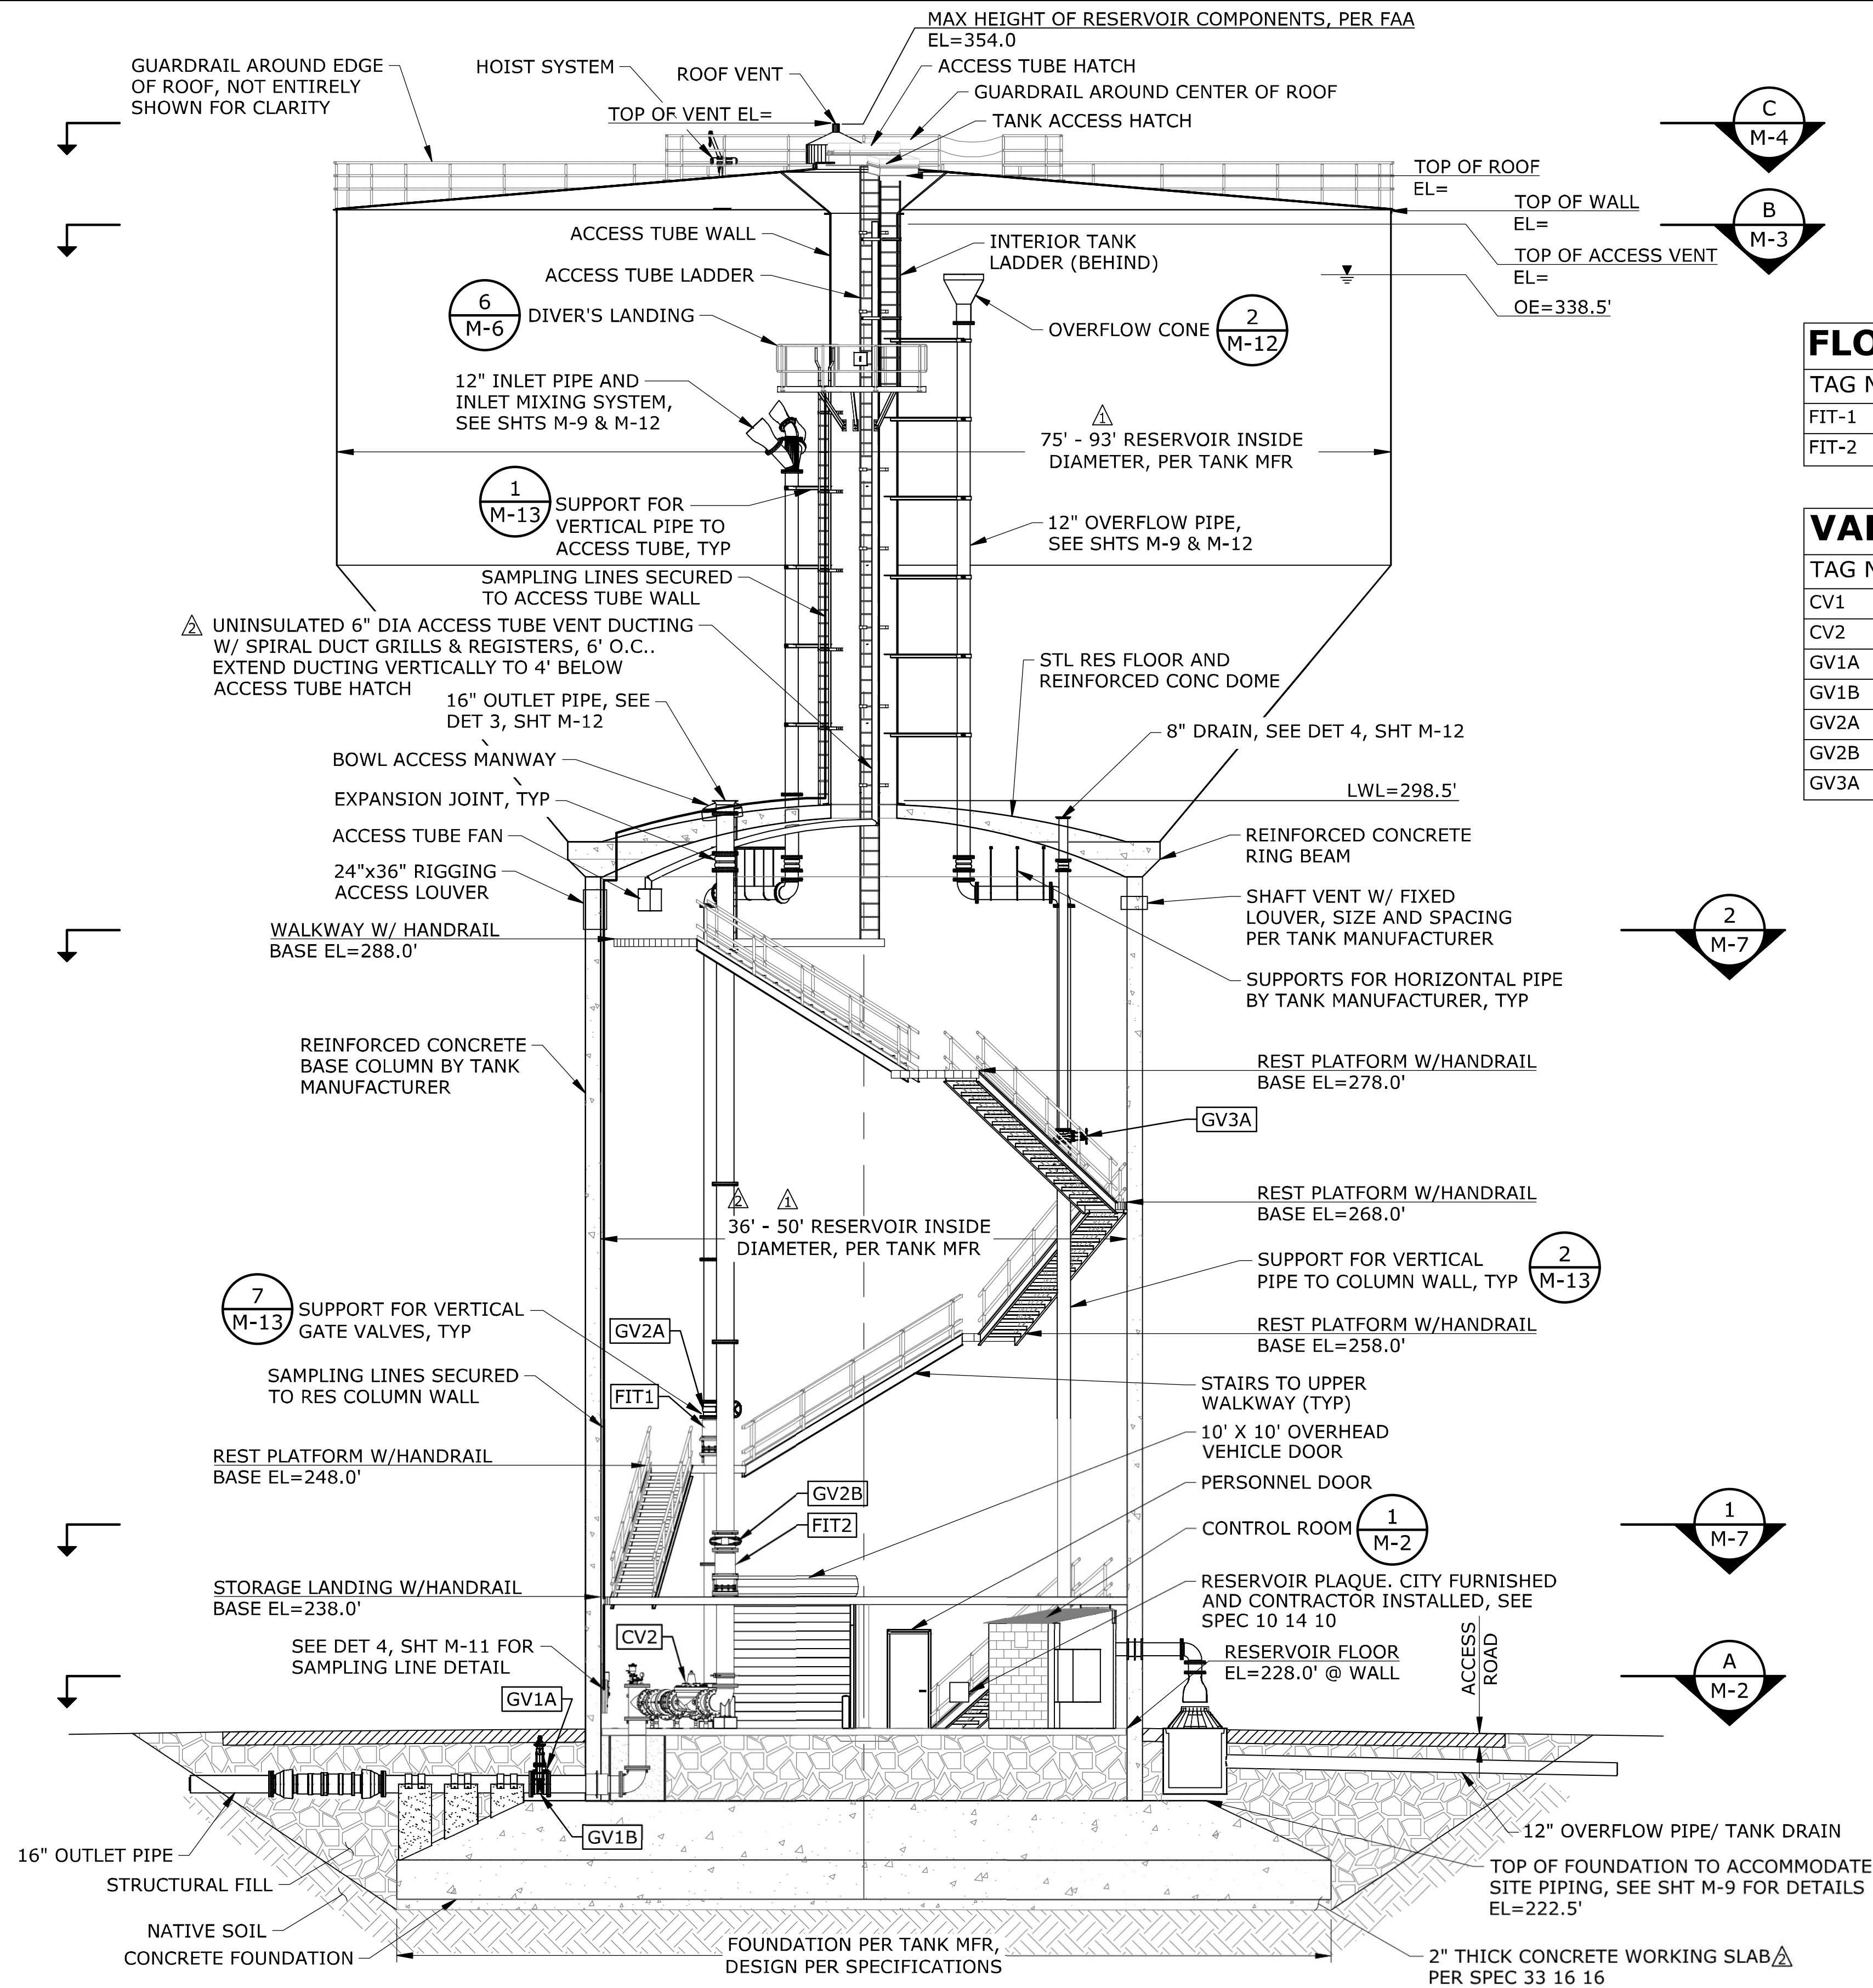 MAX HEIGHT OF RESERVOIR COMPONENTS, PER FAA
EL=354.0
GUARDRAIL AROUND EDGE
OF ROOF, NOT ENTIRELY
SHOWN FOR CLARITY
HOIST SYSTEM
ROOF VENT
TOP OF VENT EL=
ACCESS TUBE HATCH
GUARDRAIL AROUND CENTER OF ROOF
TANK ACCESS HATCH
C
M-4
TOP OF ROOF
EL=
TOP OF WALL
EL=
B
M-3
TOP OF ACCESS VENT
EL=
OE=338.5'
ACCESS TUBE WALL
ACCESS TUBE LADDER
INTERIOR TANK
LADDER (BEHIND)
6
M-6
DIVER'S LANDING
OVERFLOW CONE
2
M-12
12" INLET PIPE AND
INLET MIXING SYSTEM,
SEE SHTS M-9 & M-12
1
75' - 93' RESERVOIR INSIDE
DIAMETER, PER TANK MFR
1
M-13
SUPPORT FOR
VERTICAL PIPE TO
ACCESS TUBE, TYP
12" OVERFLOW PIPE,
SEE SHTS M-9 & M-12
SAMPLING LINES SECURED
TO ACCESS TUBE WALL
2
UNINSULATED 6" DIA ACCESS TUBE VENT DUCTING
W/ SPIRAL DUCT GRILLS & REGISTERS, 6' O.C..
EXTEND DUCTING VERTICALLY TO 4' BELOW
ACCESS TUBE HATCH
STL RES FLOOR AND
REINFORCED CONC DOME
16" OUTLET PIPE, SEE
DET 3, SHT M-12
8" DRAIN, SEE DET 4, SHT M-12
BOWL ACCESS MANWAY
EXPANSION JOINT, TYP
LWL=298.5'
ACCESS TUBE FAN
24"x36" RIGGING
ACCESS LOUVER
REINFORCED CONCRETE
RING BEAM
WALKWAY W/ HANDRAIL
BASE EL=288.0'
SHAFT VENT W/ FIXED
LOUVER, SIZE AND SPACING
PER TANK MANUFACTURER
2
M-7
SUPPORTS FOR HORIZONTAL PIPE
BY TANK MANUFACTURER, TYP
REINFORCED CONCRETE
BASE COLUMN BY TANK
MANUFACTURER
REST PLATFORM W/HANDRAIL
BASE EL=278.0'
GV3A
REST PLATFORM W/HANDRAIL
BASE EL=268.0'
2
1
36' - 50' RESERVOIR INSIDE
DIAMETER, PER TANK MFR
SUPPORT FOR VERTICAL
PIPE TO COLUMN WALL, TYP
2
M-13
7
M-13
SUPPORT FOR VERTICAL
GATE VALVES, TYP
GV2A
REST PLATFORM W/HANDRAIL
BASE EL=258.0'
SAMPLING LINES SECURED
TO RES COLUMN WALL
FIT1
STAIRS TO UPPER
WALKWAY (TYP)
10' X 10' OVERHEAD
VEHICLE DOOR
REST PLATFORM W/HANDRAIL
BASE EL=248.0'
PERSONNEL DOOR
GV2B
FIT2
CONTROL ROOM
1
M-2
1
M-7
STORAGE LANDING W/HANDRAIL
BASE EL=238.0'
RESERVOIR PLAQUE. CITY FURNISHED
AND CONTRACTOR INSTALLED, SEE
SPEC 10 14 10
CV2
SEE DET 4, SHT M-11 FOR
SAMPLING LINE DETAIL
RESERVOIR FLOOR
EL=228.0' @ WALL
ACCESS
ROAD
A
M-2
GV1A
GV1B
16" OUTLET PIPE
STRUCTURAL FILL
NATIVE SOIL
CONCRETE FOUNDATION
FOUNDATION PER TANK MFR,
DESIGN PER SPECIFICATIONS
12" OVERFLOW PIPE/ TANK DRAIN
TOP OF FOUNDATION TO ACCOMMODATE
SITE PIPING, SEE SHT M-9 FOR DETAILS
EL=222.5'
2" THICK CONCRETE WORKING SLAB 2
PER SPEC 33 16 16
FLO
TAG N
FIT-1
FIT-2
VAL
TAG N
CV1
CV2
GV1A
GV1B
GV2A
GV2B
GV3A